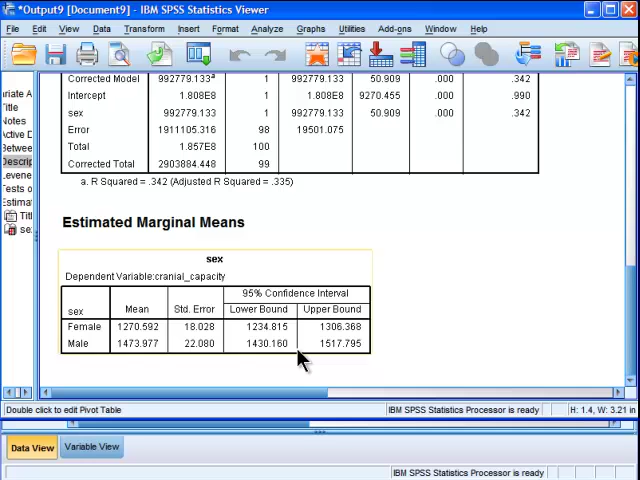 *Output9 [Document9] - IBM SPSS Statistics Viewer
File Edit View Data Transform Insert Format Analyze Graphs Utilities Add-ons Window Help
Corrected Model 992779.133a 1 992779.133 50.909 .000 .342
Intercept 1.808E8 1 1.808E8 9270.455 .000 .990
sex 992779.133 1 992779.133 50.909 .000 .342
Error 1911105.316 98 19501.075
Total 1.857E8 100
Corrected Total 2903884.448 99
a. R Squared = .342 (Adjusted R Squared = .335)
ariate A
Title
Notes
Active D
Betwee
Descrip
Levene
Tests o
Estimat
Titl
se
Estimated Marginal Means
sex
Dependent Variable:cranial_capacity
95% Confidence Interval
sex Mean Std. Error Lower Bound Upper Bound
Female 1270.592 18.028 1234.815 1306.368
Male 1473.977 22.080 1430.160 1517.795
Double click to edit Pivot Table IBM SPSS Statistics Processor is ready H: 1.4, W: 3.21 in
Data View Variable View
IBM SPSS Statistics Processor is ready